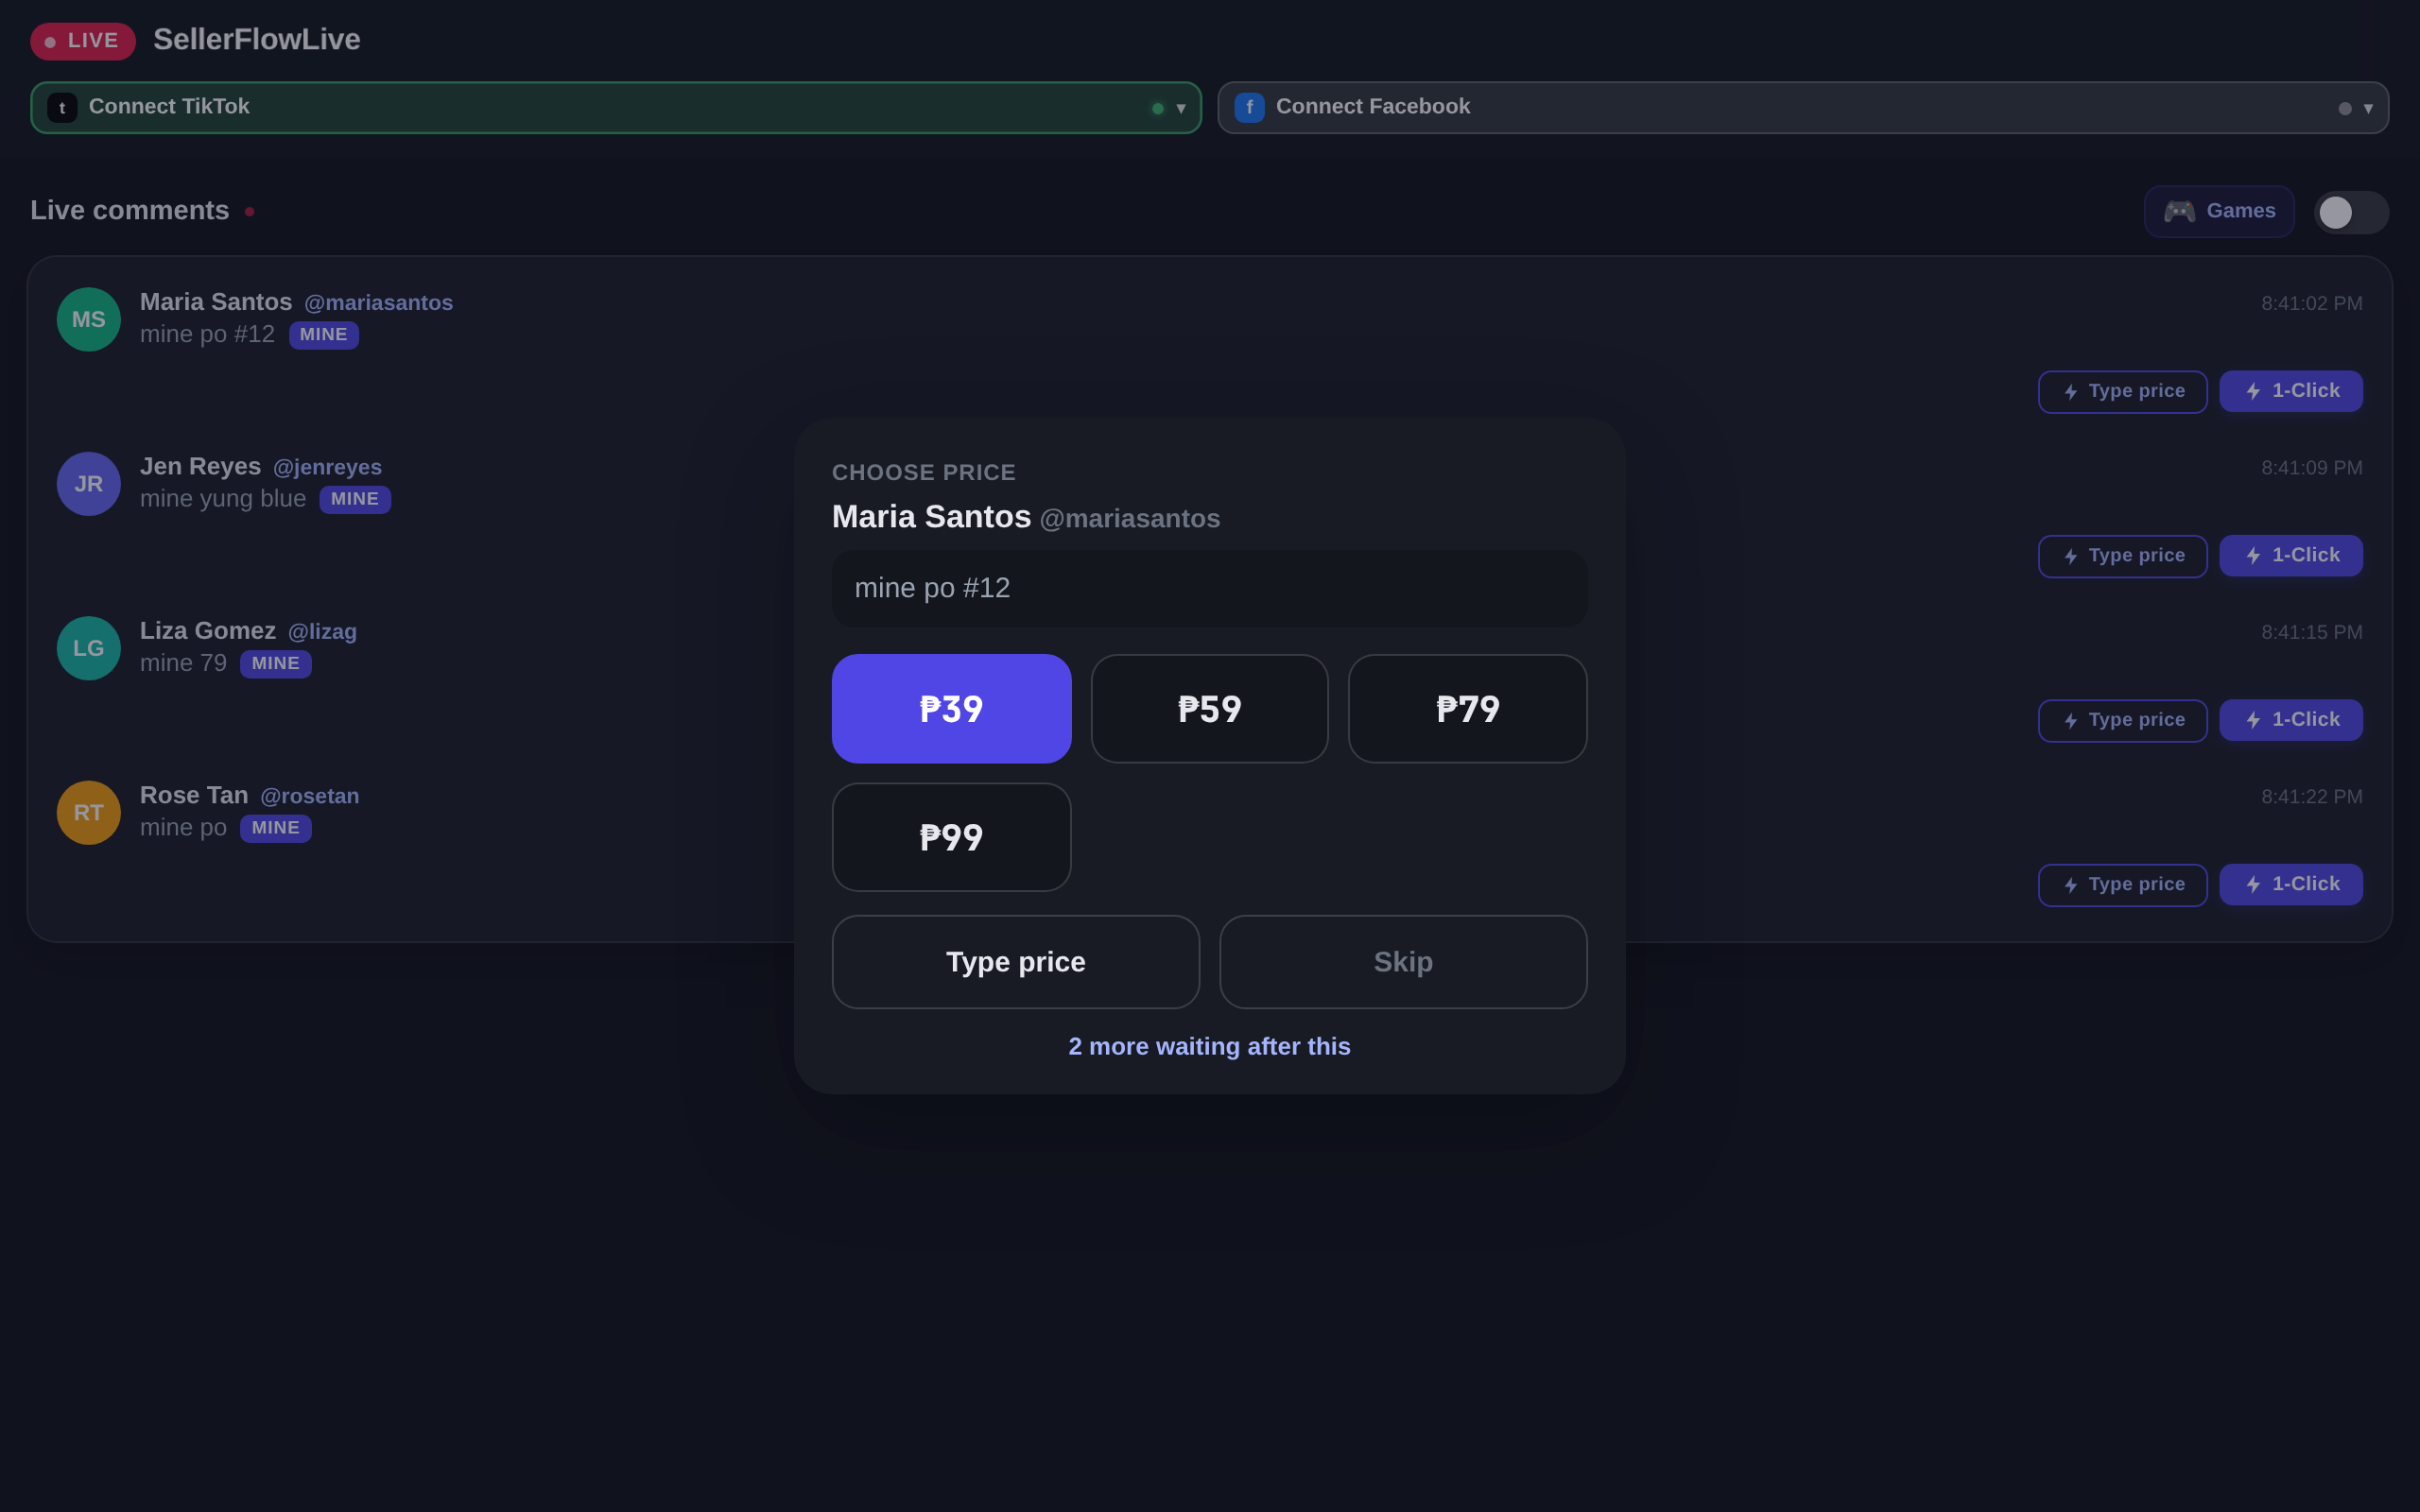 LIVE SellerFlowLive
t Connect TikTok ▾
f Connect Facebook ▾
Live comments
🎮 Games
MS Maria Santos @mariasantos 8:41:02 PM
mine po #12 MINE
Type price 1-Click
JR Jen Reyes @jenreyes 8:41:09 PM
mine yung blue MINE
Type price 1-Click
LG Liza Gomez @lizag 8:41:15 PM
mine 79 MINE
Type price 1-Click
RT Rose Tan @rosetan 8:41:22 PM
mine po MINE
Type price 1-Click
CHOOSE PRICE
Maria Santos @mariasantos
mine po #12
₱39 ₱59 ₱79
₱99
Type price Skip
2 more waiting after this